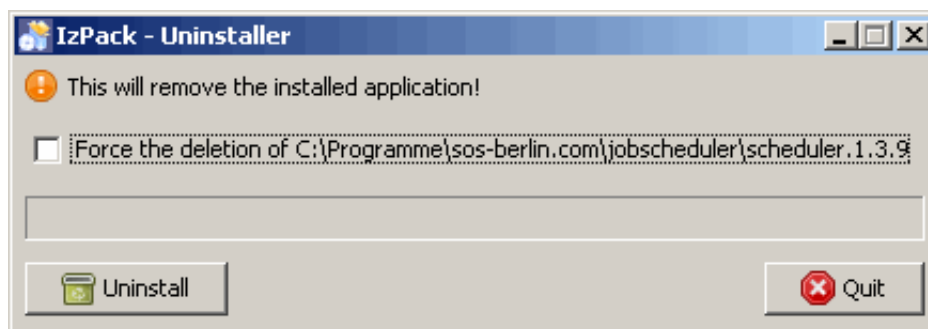 IzPack - Uninstaller
This will remove the installed application!
Force the deletion of C:\Programme\sos-berlin.com\jobscheduler\scheduler.1.3.9
Uninstall
Quit